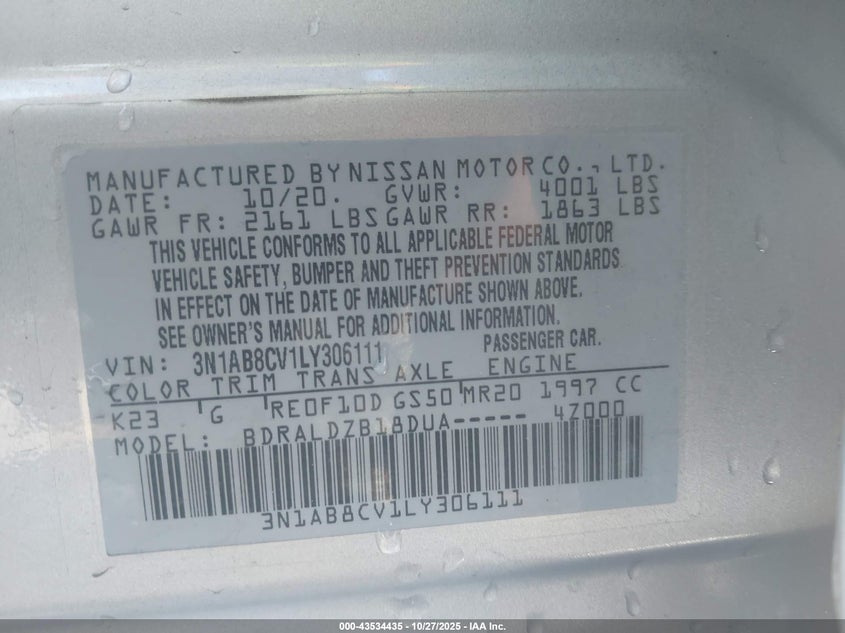 MANUFACTURED BY NISSAN MOTOR CO., LTD.
DATE: 10/20. GVWR: 4001 LBS
GAWR FR: 2161 LBS GAWR RR: 1863 LBS
THIS VEHICLE CONFORMS TO ALL APPLICABLE FEDERAL MOTOR
VEHICLE SAFETY, BUMPER AND THEFT PREVENTION STANDARDS
IN EFFECT ON THE DATE OF MANUFACTURE SHOWN ABOVE.
SEE OWNER'S MANUAL FOR ADDITIONAL INFORMATION.
VIN: 3N1AB8CV1LY306111 PASSENGER CAR.
COLOR TRIM TRANS AXLE ENGINE
K23 G RE0F10D GS50 MR20 1997 CC
MODEL: BDRALDZB18DUA----- 4Z000
3N1AB8CV1LY306111
000-43534435 - 10/27/2025 - IAA Inc.